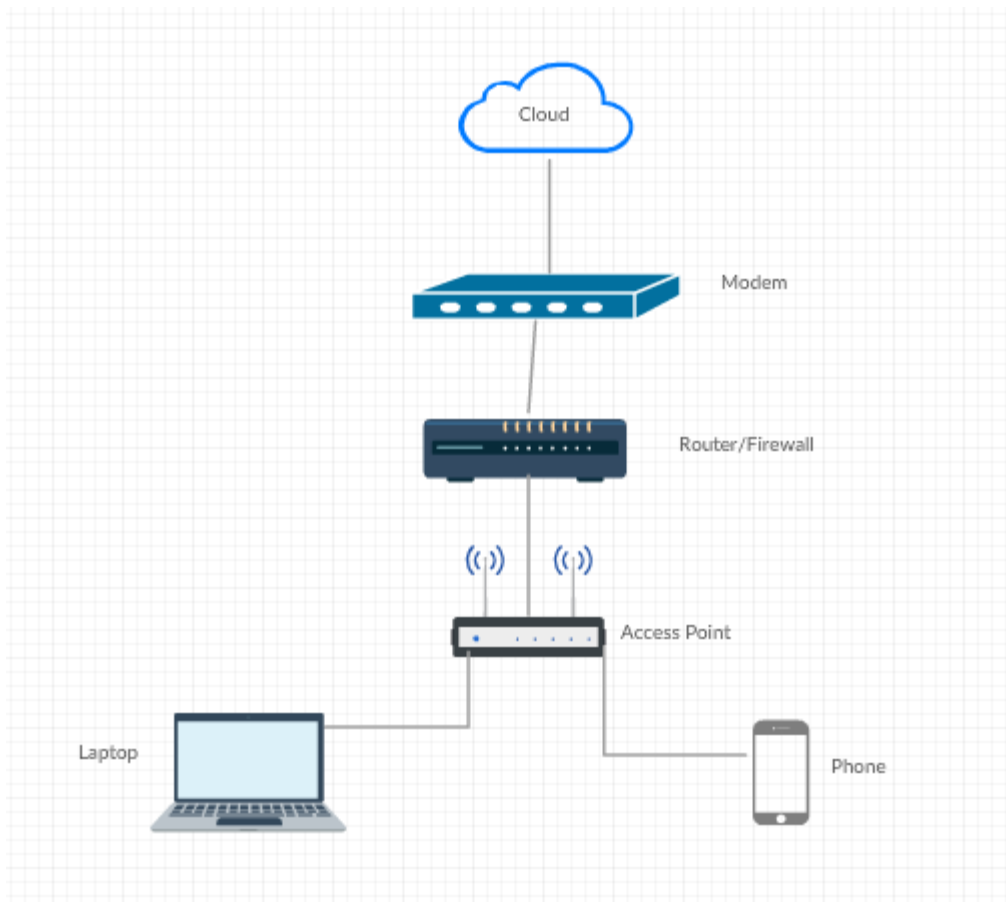 Cloud
Modem
Router/Firewall
Access Point
Laptop
Phone